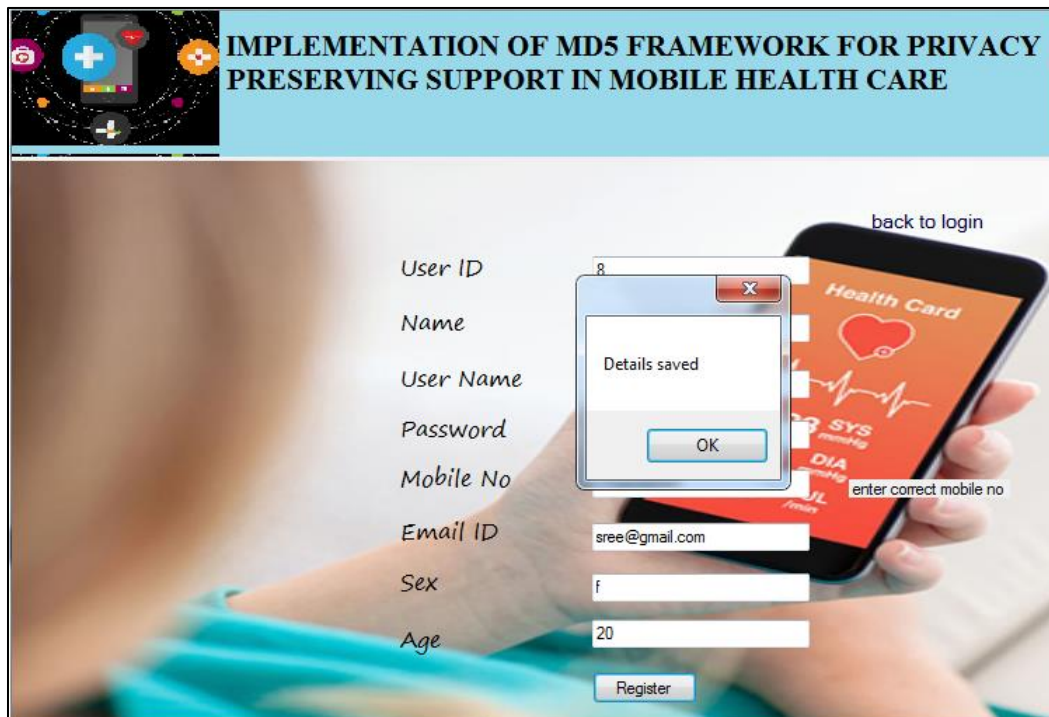 IMPLEMENTATION OF MD5 FRAMEWORK FOR PRIVACY
PRESERVING SUPPORT IN MOBILE HEALTH CARE
back to login
User ID
8
Health Card
Name
Details saved
User Name
SYS
mmHg
Password
OK
DIA
mmHg
Mobile No
enter correct mobile no
/min
Email ID
sree@gmail.com
Sex
f
Age
20
Register